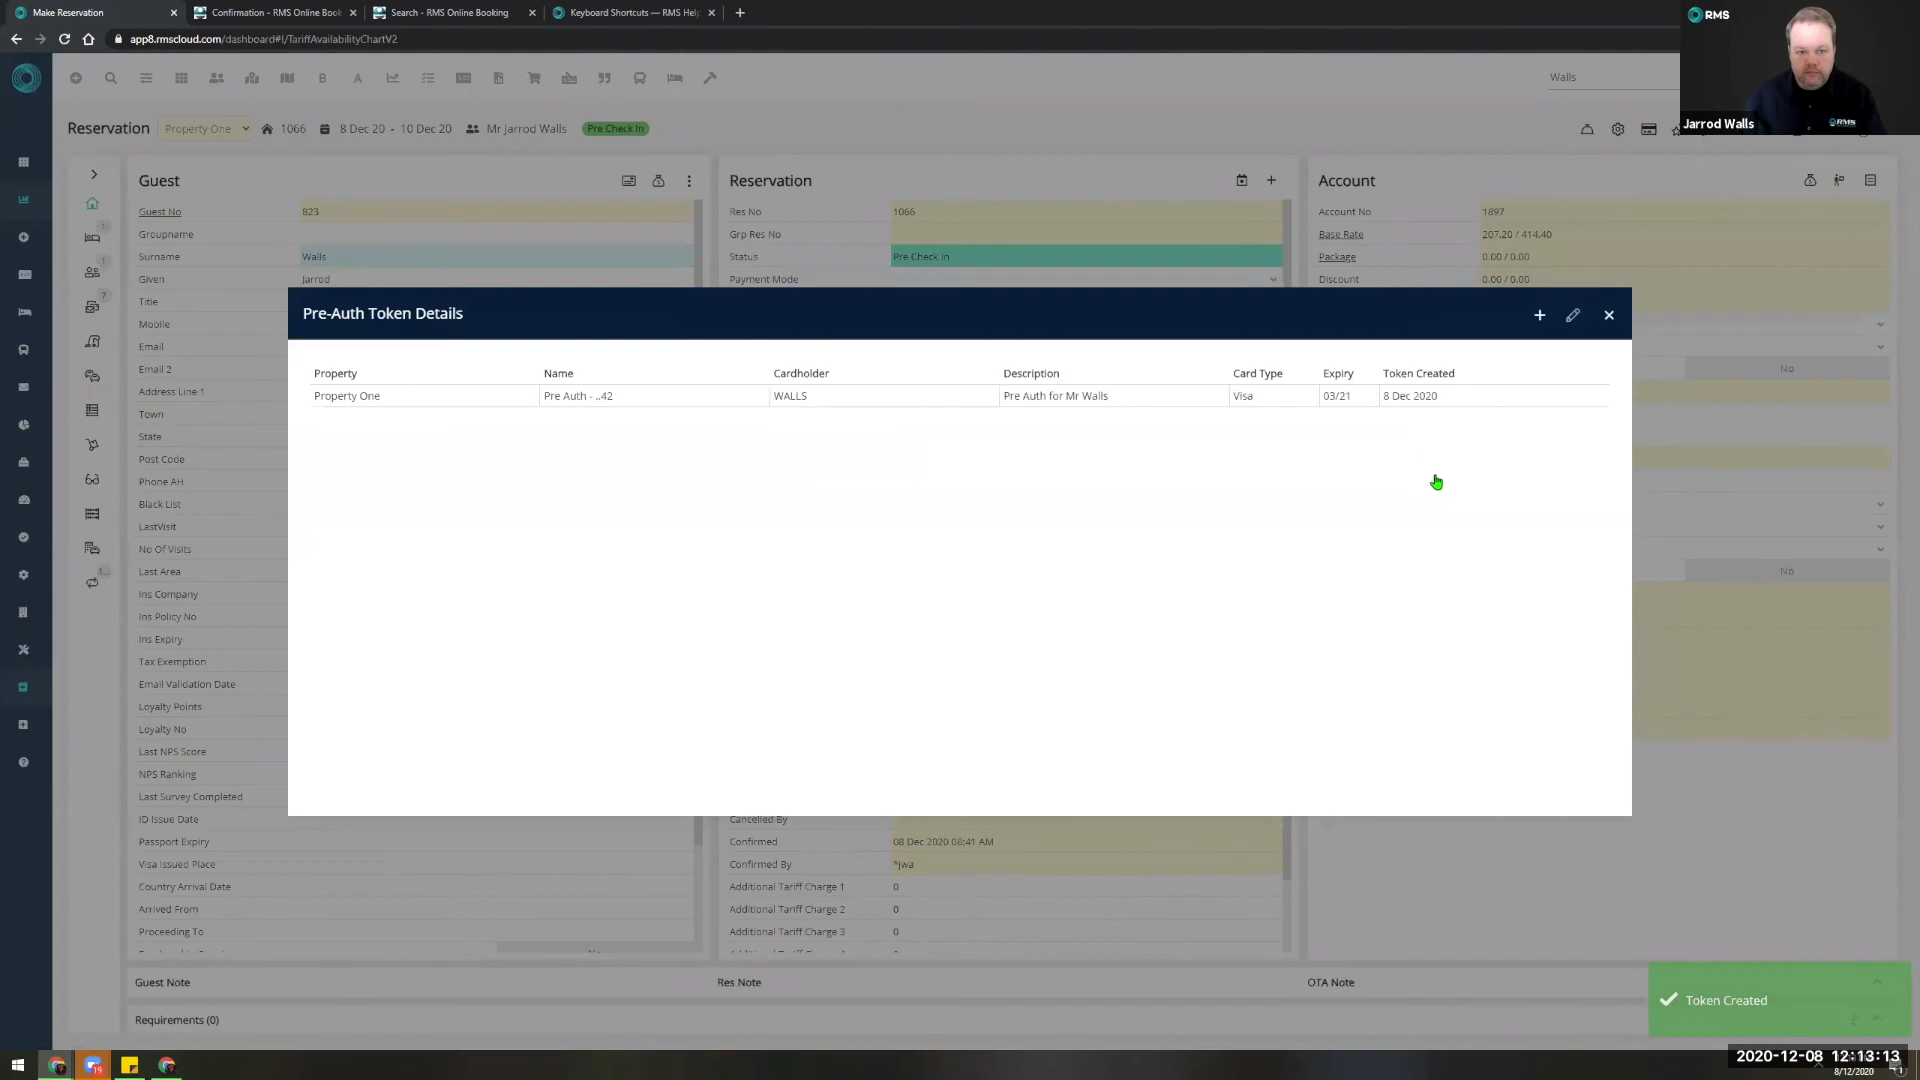 Make Reservation
Confirmation - RMS Online Book
Search - RMS Online Booking
Keyboard Shortcuts — RMS Hel
app8.rmscloud.com/dashboard#!/TariffAvailabilityChartV2
RMS
Walls
Jarrod Walls
RMS
Reservation
Property One
1066
8 Dec 20 - 10 Dec 20
Mr Jarrod Walls
Pre Check In
Guest
Reservation
Account
Guest No 823
Res No 1066
Account No 1897
Groupname
Grp Res No
Base Rate 207.20 / 414.40
Surname Walls
Status Pre Check In
Package 0.00 / 0.00
Given Jarrod
Payment Mode
Discount 0.00 / 0.00
Title
Mobile
Email
Email 2
Address Line 1
Town
State
Post Code
Phone AH
Black List
LastVisit
No Of Visits
Last Area
Ins Company
Ins Policy No
Ins Expiry
Tax Exemption
Email Validation Date
Loyalty Points
Loyalty No
Last NPS Score
NPS Ranking
Last Survey Completed
ID Issue Date
Passport Expiry
Visa Issued Place
Country Arrival Date
Arrived From
Proceeding To
1
1
7
1...
Pre-Auth Token Details
Property Name Cardholder Description Card Type Expiry Token Created
Property One Pre Auth - ..42 WALLS Pre Auth for Mr Walls Visa 03/21 8 Dec 2020
No
No
Cancelled By
Confirmed 08 Dec 2020 08:41 AM
Confirmed By *jwa
Additional Tariff Charge 1 0
Additional Tariff Charge 2 0
Additional Tariff Charge 3 0
Guest Note
Res Note
OTA Note
Requirements (0)
Token Created
19
2020-12-08 12:13:13
8/12/2020